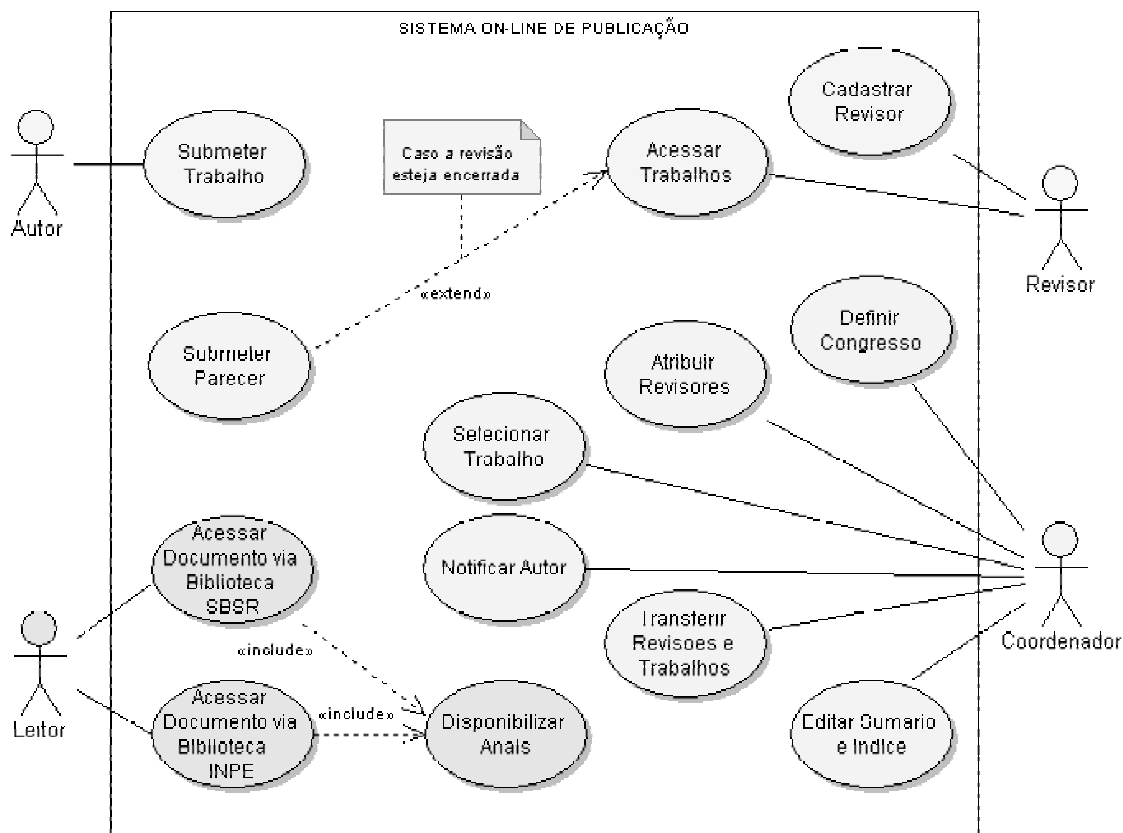 SISTEMA ON-LINE DE PUBLICAÇÃO
Cadastrar
Revisor
Submeter
Trabalho
Caso a revisão
esteja encerrada
Acessar
Trabalhos
Autor
Revisor
«extend»
Definir
Congresso
Submeter
Parecer
Atribuir
Revisores
Selecionar
Trabalho
Acessar
Documento via
Biblioteca
SBSR
Notificar Autor
Transferir
Revisoes e
Trabalhos
Coordenador
«include»
Leitor
Acessar
Documento via
Biblioteca
INPE
«include»
Disponibilizar
Anais
Editar Sumario
e Indice